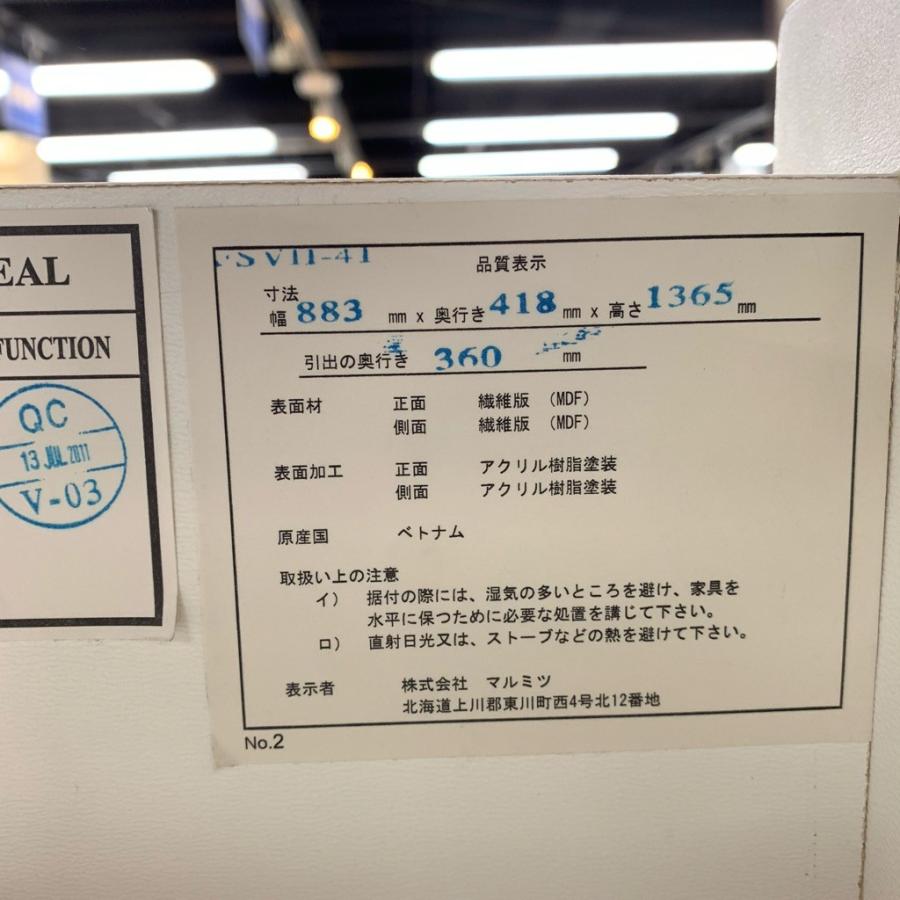 EAL
FUNCTION
QC
13 JUL 2011
V-03
品質表示
寸法
幅 883 mm x 奥行き 418 mm x 高さ 1365 mm
引出の奥行き 360 mm
表面材 正面 繊維版 (MDF)
側面 繊維版 (MDF)
表面加工 正面 アクリル樹脂塗装
側面 アクリル樹脂塗装
原産国 ベトナム
取扱い上の注意
イ) 据付の際には、湿気の多いところを避け、家具を
水平に保つために必要な処置を講じて下さい。
ロ) 直射日光又は、ストーブなどの熱を避けて下さい。
表示者 株式会社 マルミツ
北海道上川郡東川町西4号北12番地
No.2